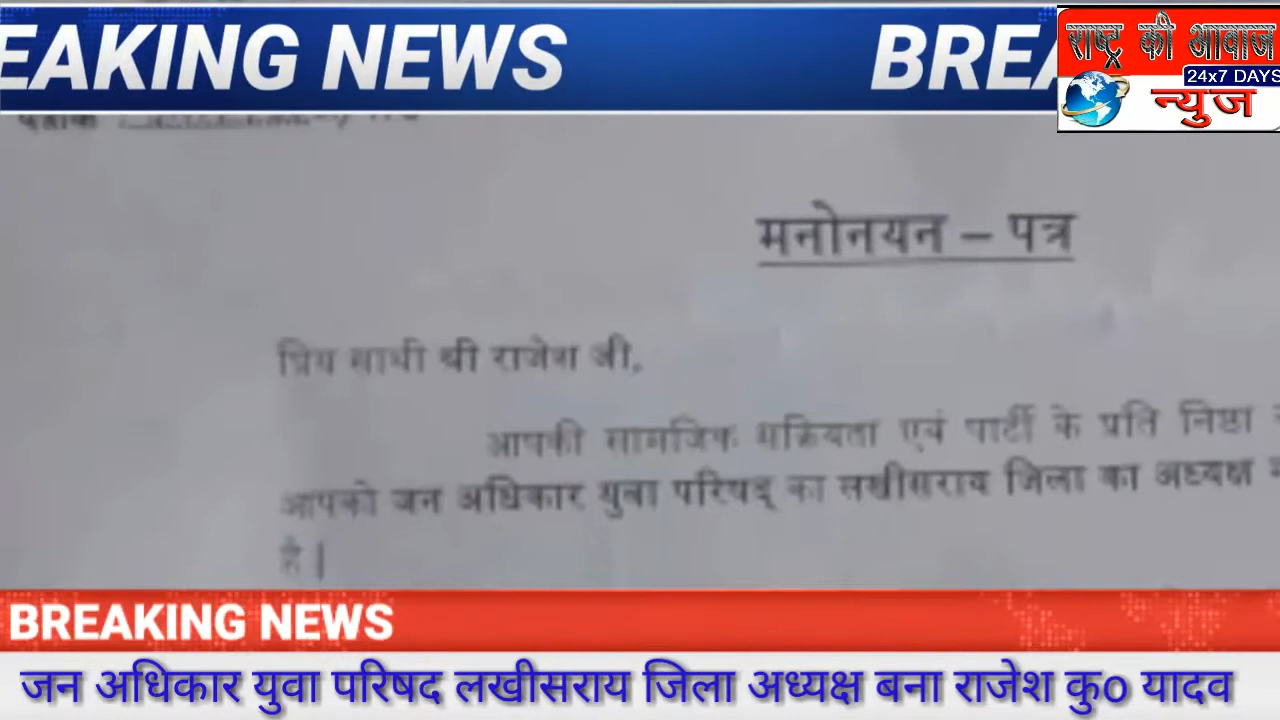 EAKING NEWS
BREA
राष्ट्र की आवाज
24x7 DAYS
न्युज
मनोनयन – पत्र
प्रिय साथी श्री राजेश जी,
आपकी सामजिक सक्रियता एवं पार्टी के प्रति निष्ठा
आपको जन अधिकार युवा परिषद् का लखीसराय जिला का अध्यक्ष
है।
BREAKING NEWS
जन अधिकार युवा परिषद लखीसराय जिला अध्यक्ष बना राजेश कु० यादव